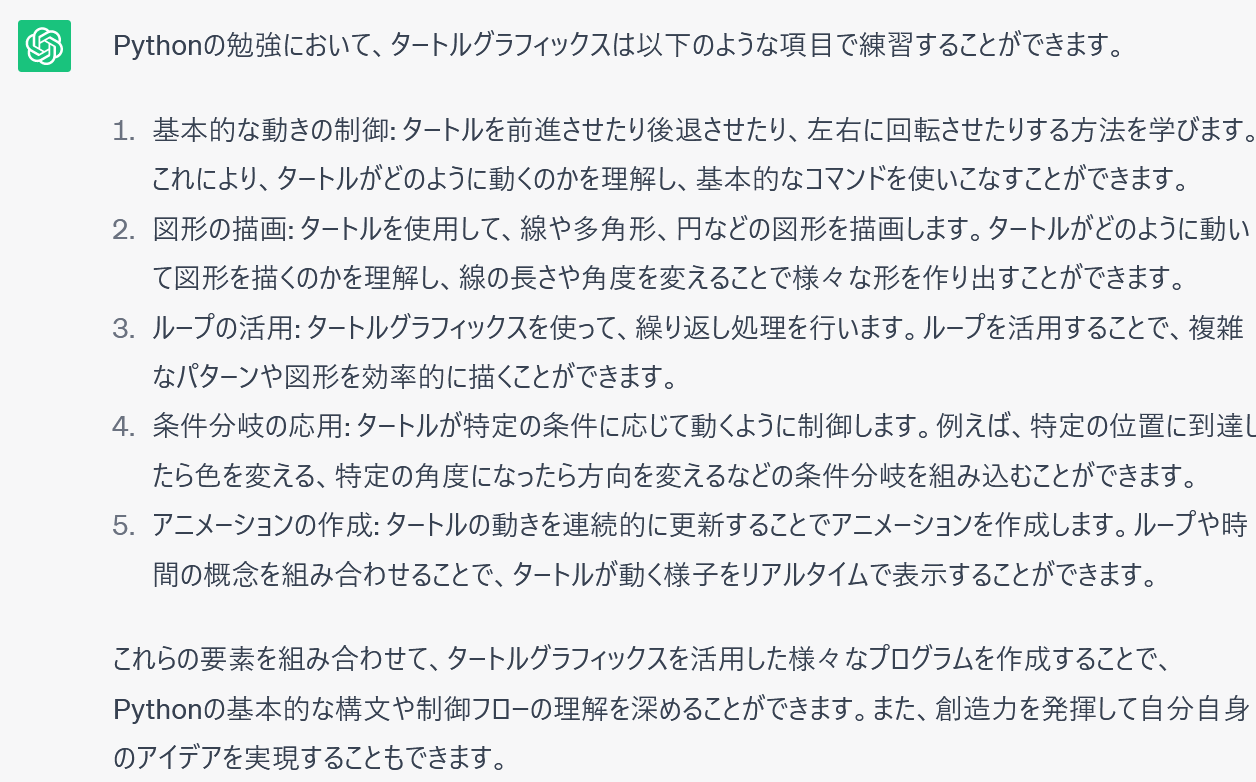 Pythonの勉強において、タートルグラフィックスは以下のような項目で練習することができます。
1. 基本的な動きの制御: タートルを前進させたり後退させたり、左右に回転させたりする方法を学びます。
これにより、タートルがどのように動くのかを理解し、基本的なコマンドを使いこなすことができます。
2. 図形の描画: タートルを使用して、線や多角形、円などの図形を描画します。タートルがどのように動い
て図形を描くのかを理解し、線の長さや角度を変えることで様々な形を作り出すことができます。
3. ループの活用: タートルグラフィックスを使って、繰り返し処理を行います。ループを活用することで、複雑
なパターンや図形を効率的に描くことができます。
4. 条件分岐の応用: タートルが特定の条件に応じて動くように制御します。例えば、特定の位置に到達し
たら色を変える、特定の角度になったら方向を変えるなどの条件分岐を組み込むことができます。
5. アニメーションの作成: タートルの動きを連続的に更新することでアニメーションを作成します。ループや時
間の概念を組み合わせることで、タートルが動く様子をリアルタイムで表示することができます。
これらの要素を組み合わせて、タートルグラフィックスを活用した様々なプログラムを作成することで、
Pythonの基本的な構文や制御フローの理解を深めることができます。また、創造力を発揮して自分自身
のアイデアを実現することもできます。